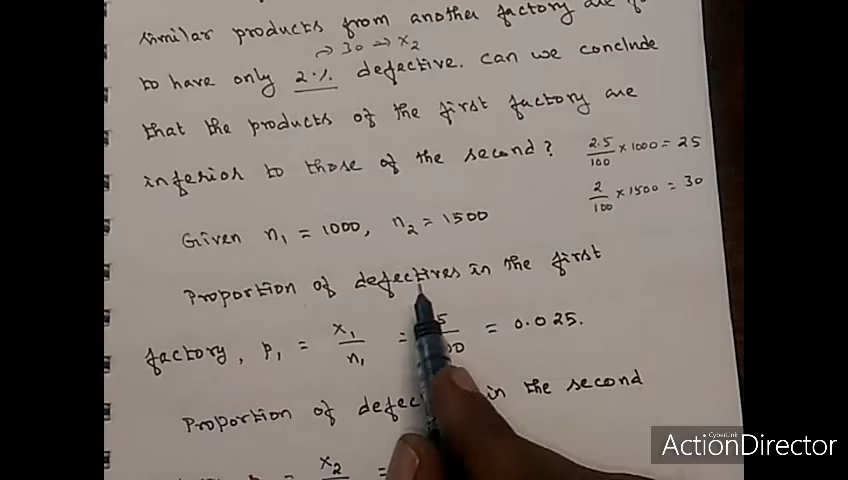 similar products from another factory are
→ 30 → x2
to have only 2% defective. can we conclude
that the products of the first factory are
inferior to those of the second?
2.5/100 × 1000 = 25
2/100 × 1500 = 30
Given n1 = 1000, n2 = 1500
Proportion of defectives in the first
factory, p1 = x1/n1 = = 0.025.
Proportion of in the second
x2 =
CyberLink
ActionDirector